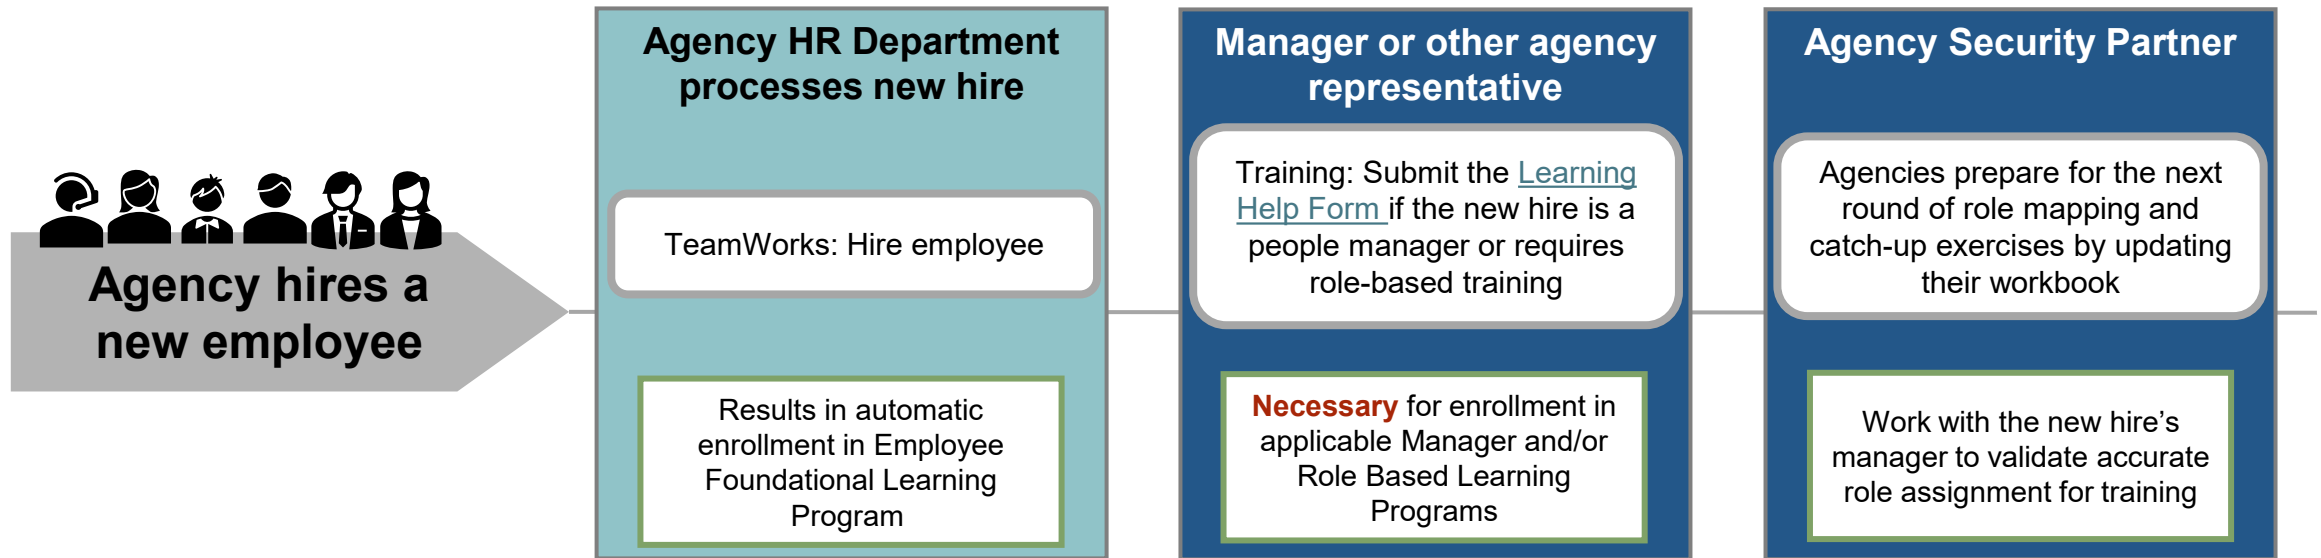 Agency hires a
new employee
Agency HR Department
processes new hire
TeamWorks: Hire employee
Results in automatic
enrollment in Employee
Foundational Learning
Program
Manager or other agency
representative
Training: Submit the Learning
Help Form if the new hire is a
people manager or requires
role-based training
Necessary for enrollment in
applicable Manager and/or
Role Based Learning
Programs
Agency Security Partner
Agencies prepare for the next
round of role mapping and
catch-up exercises by updating
their workbook
Work with the new hire’s
manager to validate accurate
role assignment for training